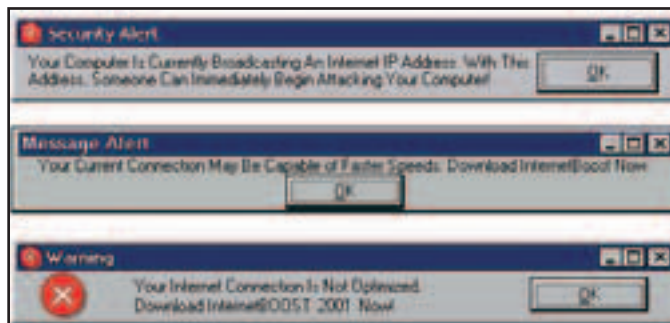 Security Alert
Your Computer Is Currently Broadcasting An Internet IP Address. With This
Address, Someone Can Immediately Begin Attacking Your Computer!
OK
Message Alert
Your Current Connection May Be Capable of Faster Speeds. Download InternetBoost Now
OK
Warning
Your Internet Connection Is Not Optimized.
Download InternetBOOST 2001 Now!
OK